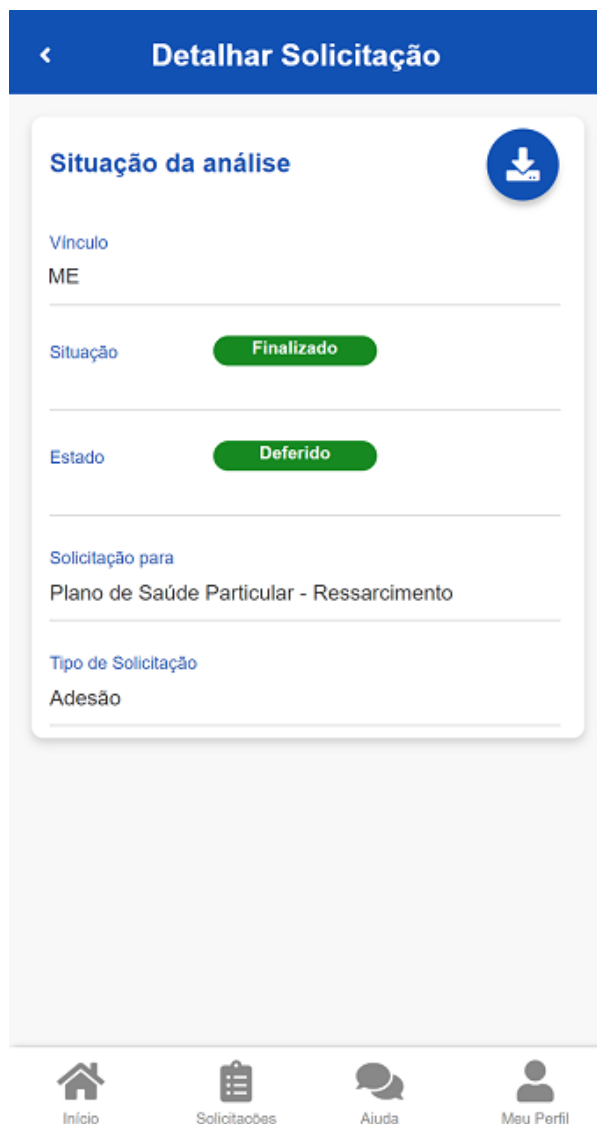 Detalhar Solicitação
Situação da análise
Vínculo
ME
Situação
Finalizado
Estado
Deferido
Solicitação para
Plano de Saúde Particular - Ressarcimento
Tipo de Solicitação
Adesão
Início
Solicitações
Ajuda
Meu Perfil